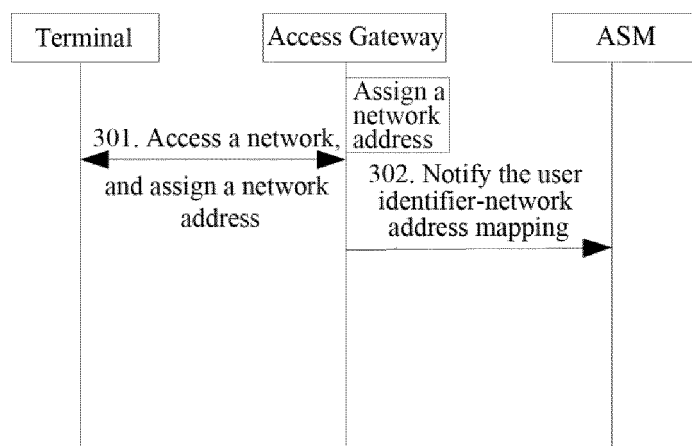 Terminal
Access Gateway
ASM
Assign a
network
address
301. Access a network,
and assign a network
address
302. Notify the user
identifier-network
address mapping